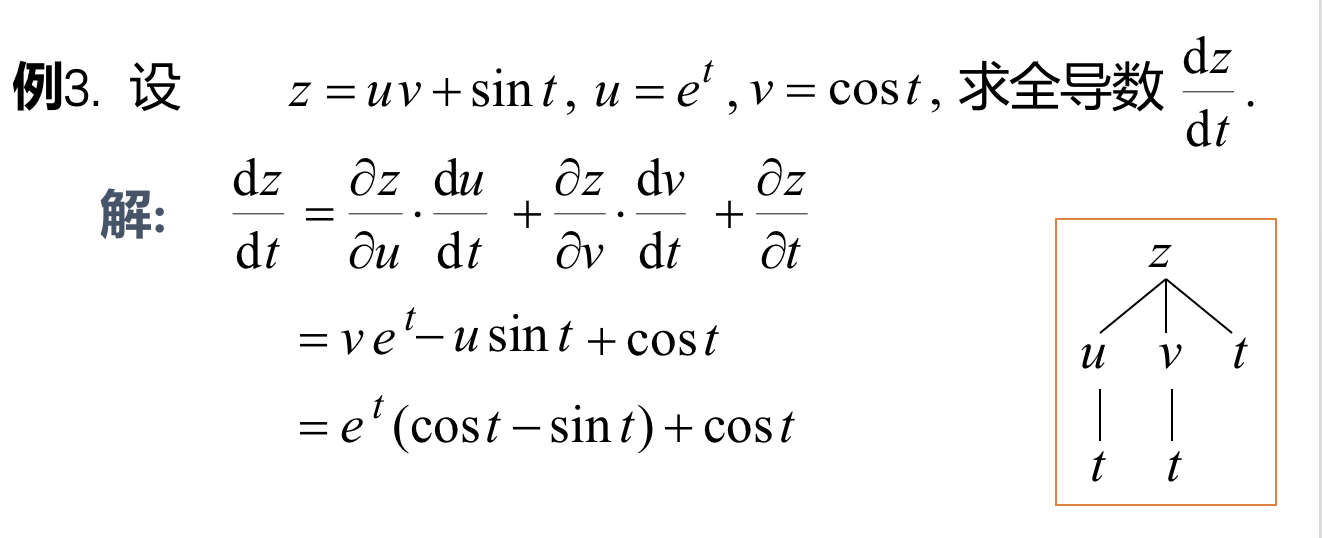 例3. 设 z = uv + sin t, u = e^t, v = cos t, 求全导数 dz/dt.
解: dz/dt = ∂z/∂u · du/dt + ∂z/∂v · dv/dt + ∂z/∂t
= v e^t − u sin t + cos t
= e^t (cos t − sin t) + cos t
z
u v t
t t